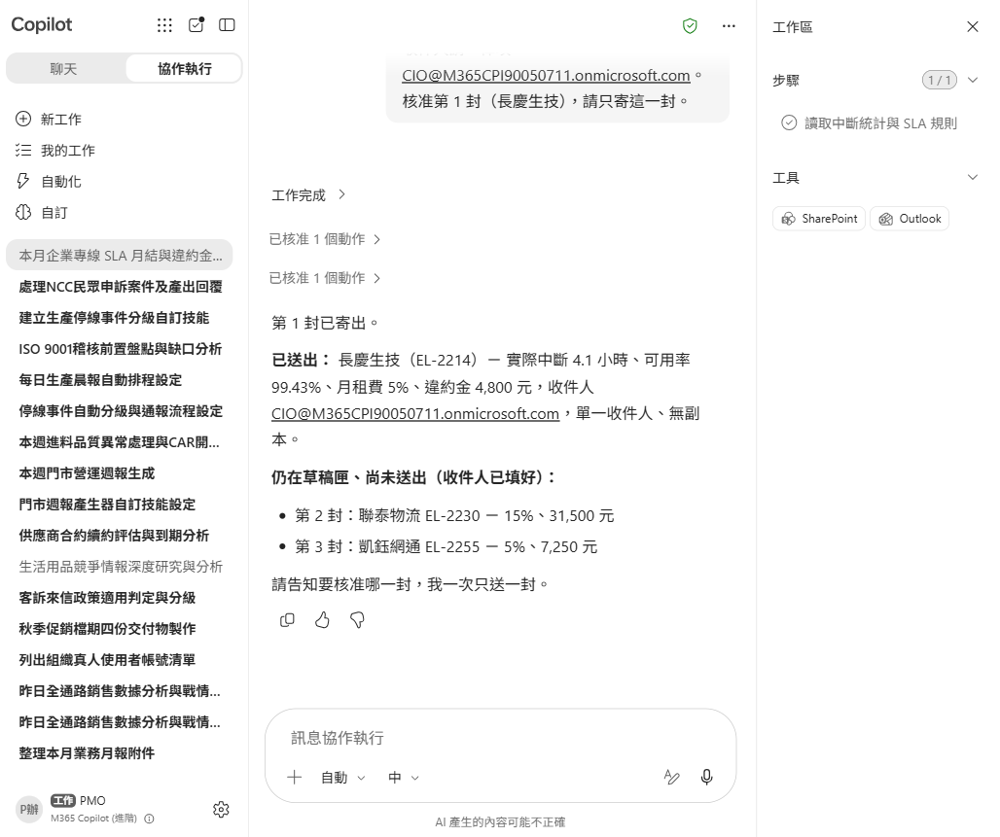 Copilot
聊天
協作執行
新工作
我的工作
自動化
自訂
本月企業專線 SLA 月結與違約金...
處理NCC民眾申訴案件及產出回覆
建立生產停線事件分級自訂技能
ISO 9001稽核前置盤點與缺口分析
每日生產晨報自動排程設定
停線事件自動分級與通報流程設定
本週進料品質異常處理與CAR開...
本週門市營運週報生成
門市週報產生器自訂技能設定
供應商合約續約評估與到期分析
生活用品競爭情報深度研究與分析
客訴來信政策適用判定與分級
秋季促銷檔期四份交付物製作
列出組織真人使用者帳號清單
昨日全通路銷售數據分析與戰情...
昨日全通路銷售數據分析與戰情...
整理本月業務月報附件
P辦
工作 PMO
M365 Copilot (進階)
CIO@M365CPI90050711.onmicrosoft.com。
核准第 1 封（長慶生技），請只寄這一封。
工作完成
已核准 1 個動作
已核准 1 個動作
第 1 封已寄出。
已送出： 長慶生技（EL-2214）— 實際中斷 4.1 小時、可用率
99.43%、月租費 5%、違約金 4,800 元，收件人
CIO@M365CPI90050711.onmicrosoft.com，單一收件人、無副
本。
仍在草稿匣、尚未送出（收件人已填好）：
• 第 2 封：聯泰物流 EL-2230 — 15%、31,500 元
• 第 3 封：凱鈺網通 EL-2255 — 5%、7,250 元
請告知要核准哪一封，我一次只送一封。
訊息協作執行
自動
中
AI 產生的內容可能不正確
工作區
步驟
1 / 1
讀取中斷統計與 SLA 規則
工具
SharePoint
Outlook